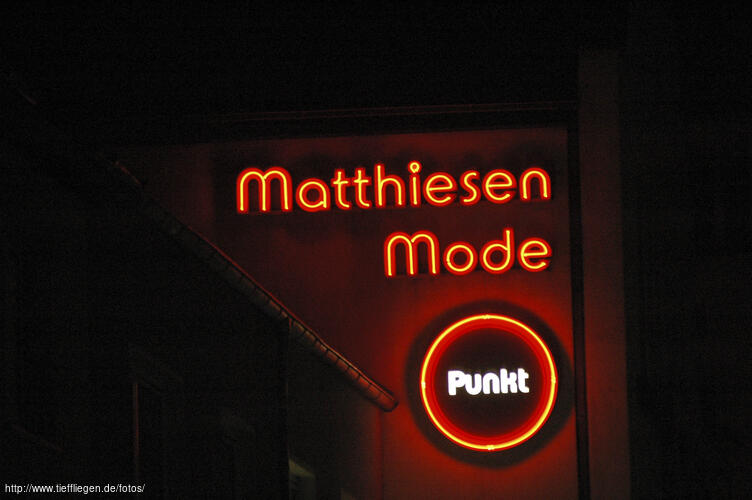 Matthiesen
Mode
Punkt
http://www.tieffliegen.de/fotos/